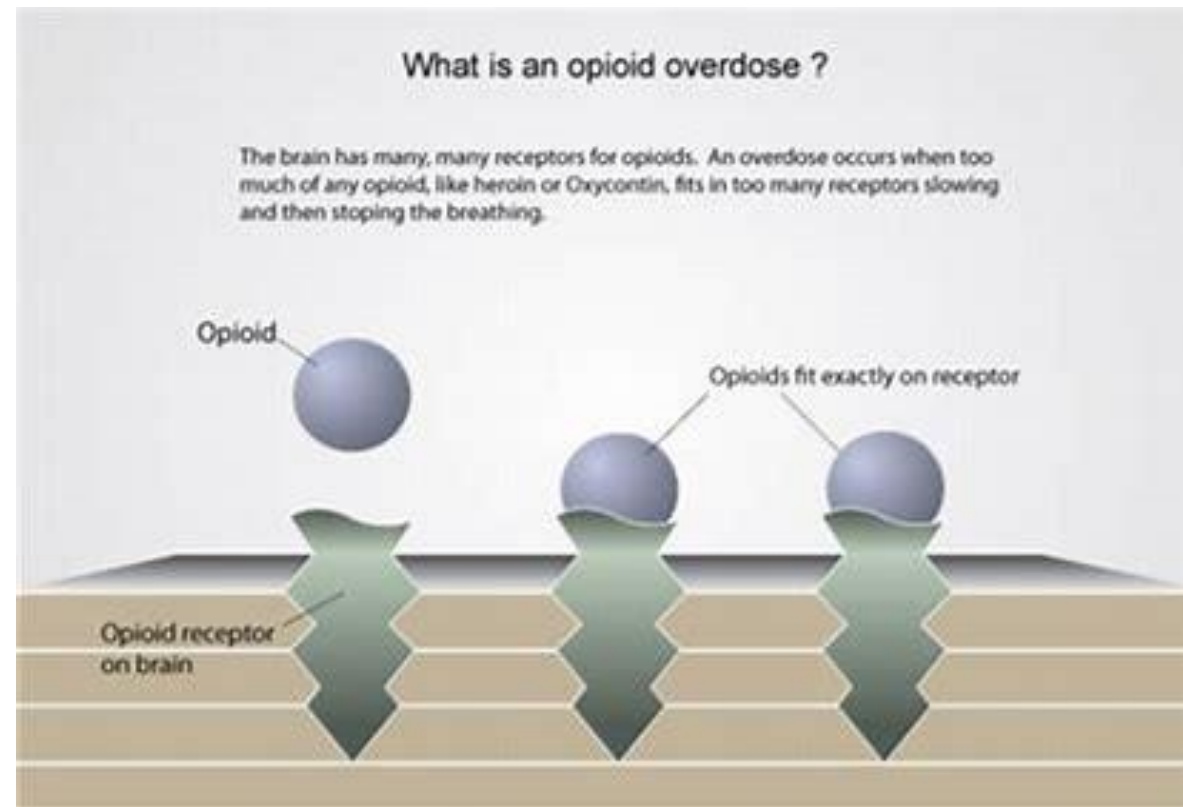 What is an opioid overdose ?
The brain has many, many receptors for opioids. An overdose occurs when too
much of any opioid, like heroin or Oxycontin, fits in too many receptors slowing
and then stoping the breathing.
Opioid
Opioids fit exactly on receptor
Opioid receptor
on brain